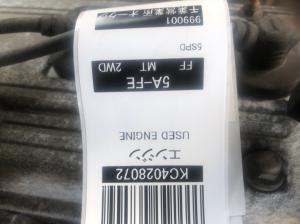 KC4028072
エンジン
USED ENGINE
5A-FE
FF MT 2WD
5SPD
999001